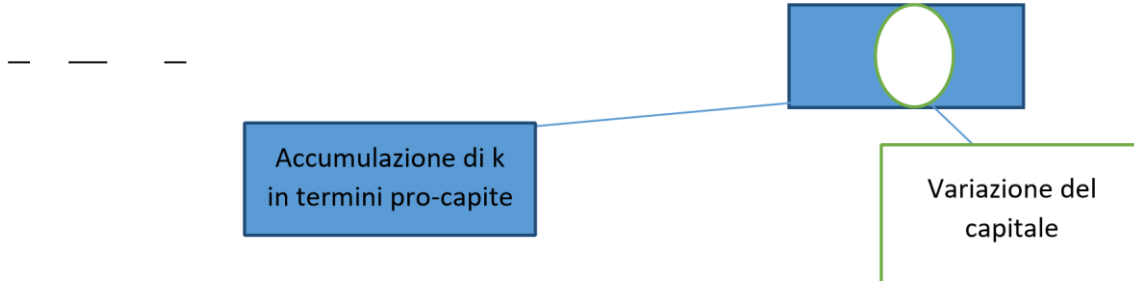 Accumulazione di k
in termini pro-capite
Variazione del
capitale